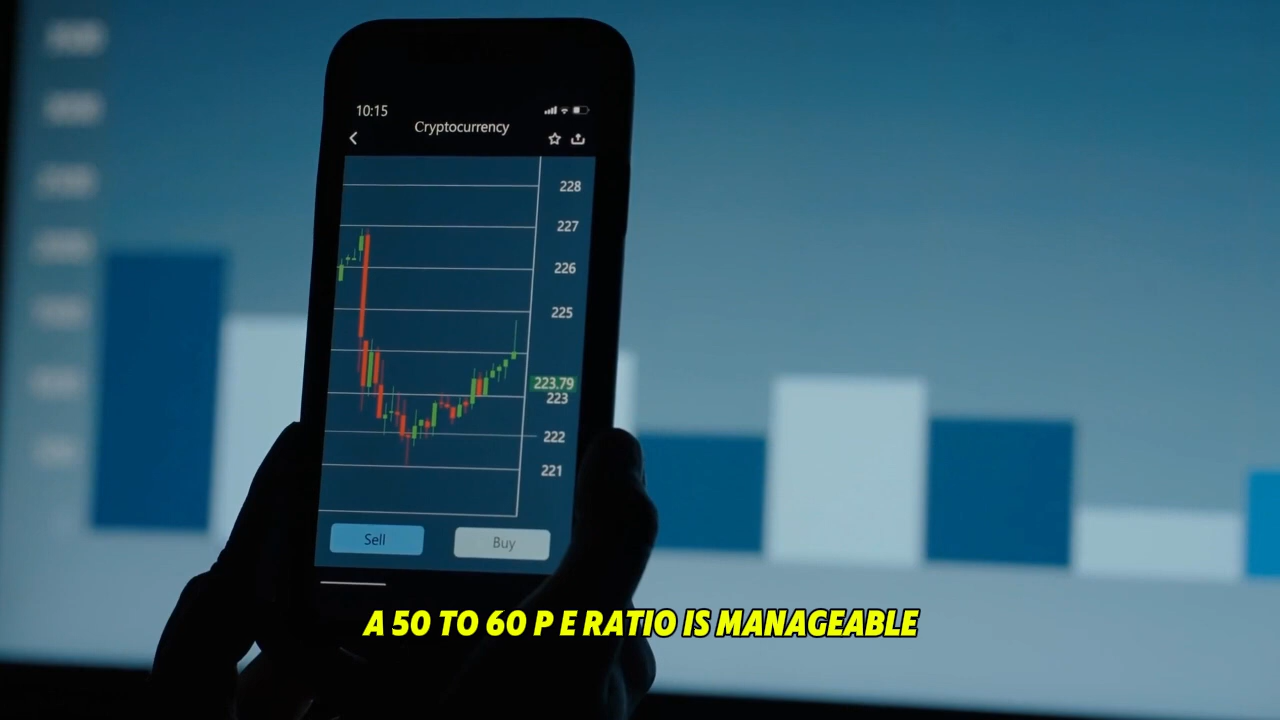 10:15
Cryptocurrency
228
227
226
225
223.79
223
222
221
Sell
Buy
A 50 TO 60 P E RATIO IS MANAGEABLE